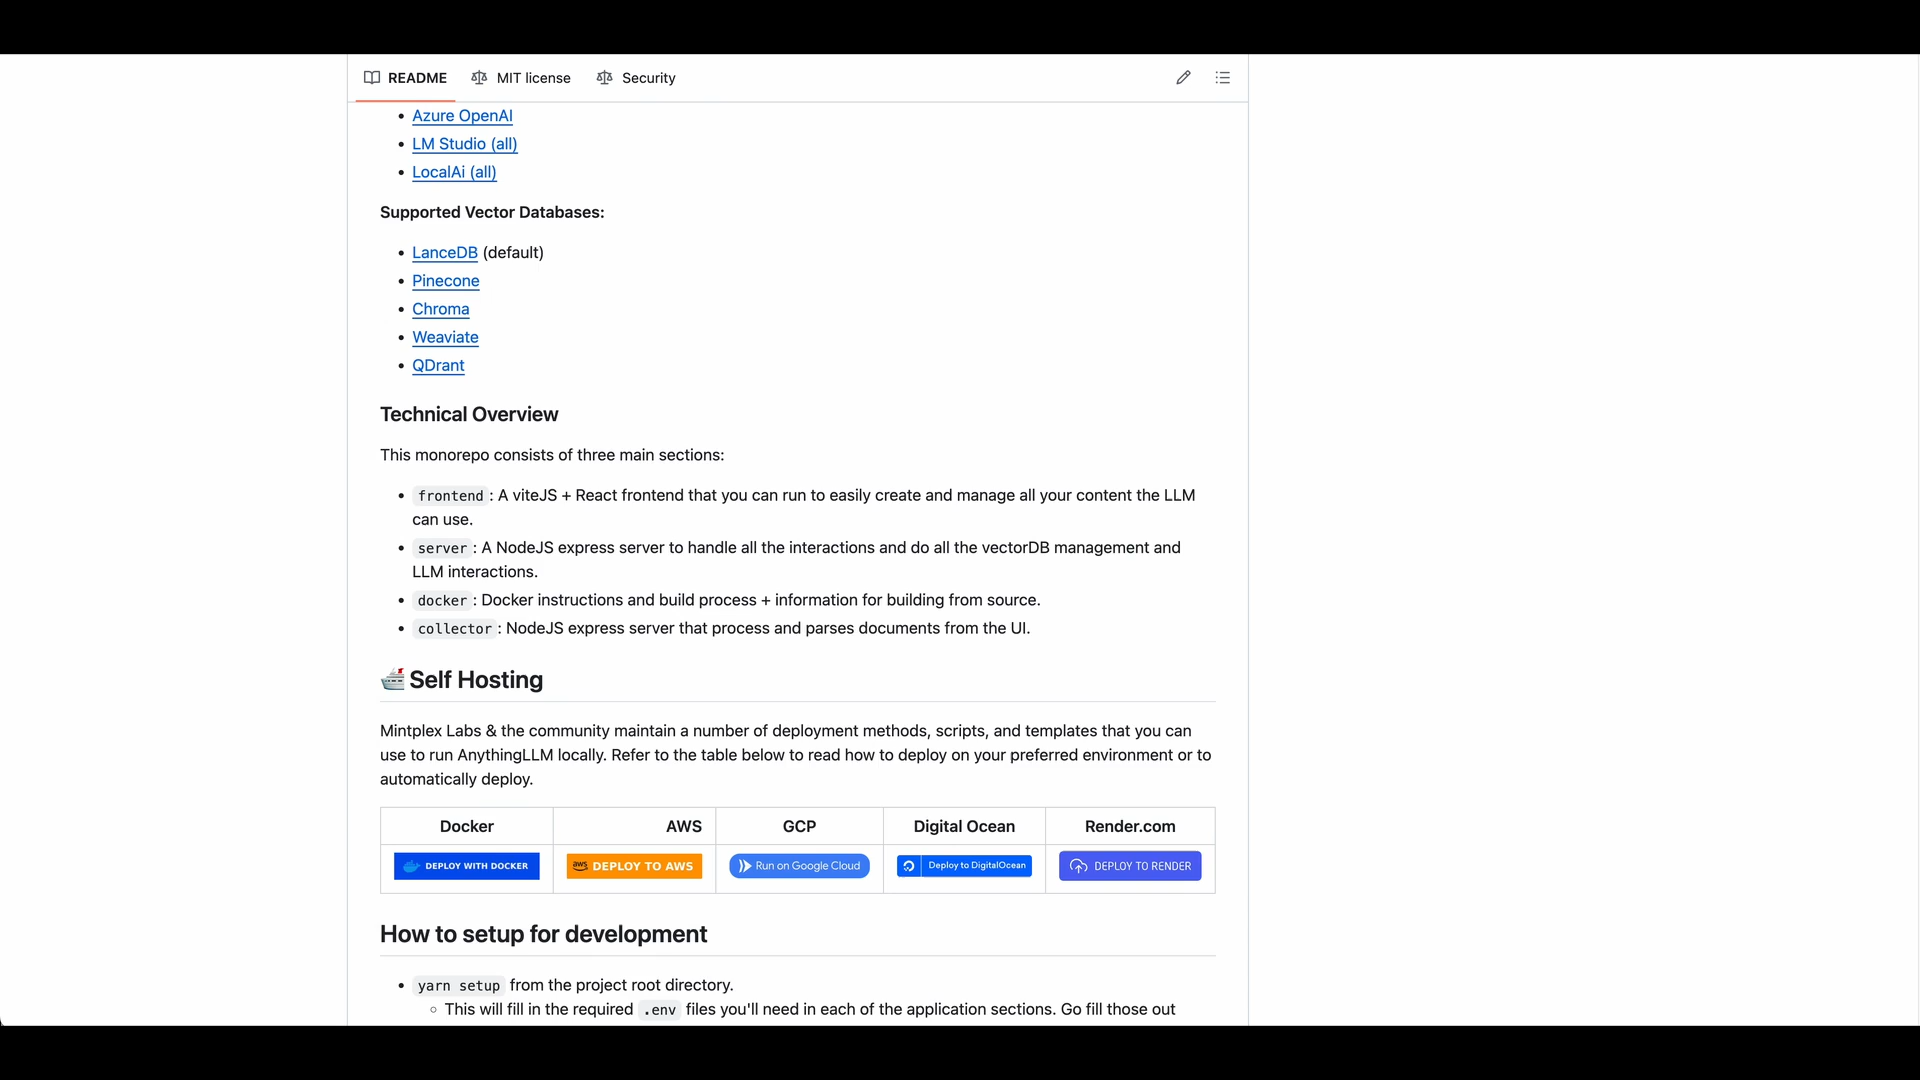 README MIT license Security
Azure OpenAI
LM Studio (all)
LocalAi (all)
Supported Vector Databases:
LanceDB (default)
Pinecone
Chroma
Weaviate
QDrant
Technical Overview
This monorepo consists of three main sections:
frontend : A viteJS + React frontend that you can run to easily create and manage all your content the LLM
can use.
server : A NodeJS express server to handle all the interactions and do all the vectorDB management and
LLM interactions.
docker : Docker instructions and build process + information for building from source.
collector : NodeJS express server that process and parses documents from the UI.
Self Hosting
Mintplex Labs & the community maintain a number of deployment methods, scripts, and templates that you can
use to run AnythingLLM locally. Refer to the table below to read how to deploy on your preferred environment or to
automatically deploy.
Docker AWS GCP Digital Ocean Render.com
DEPLOY WITH DOCKER aws DEPLOY TO AWS Run on Google Cloud Deploy to DigitalOcean DEPLOY TO RENDER
How to setup for development
yarn setup from the project root directory.
This will fill in the required .env files you'll need in each of the application sections. Go fill those out